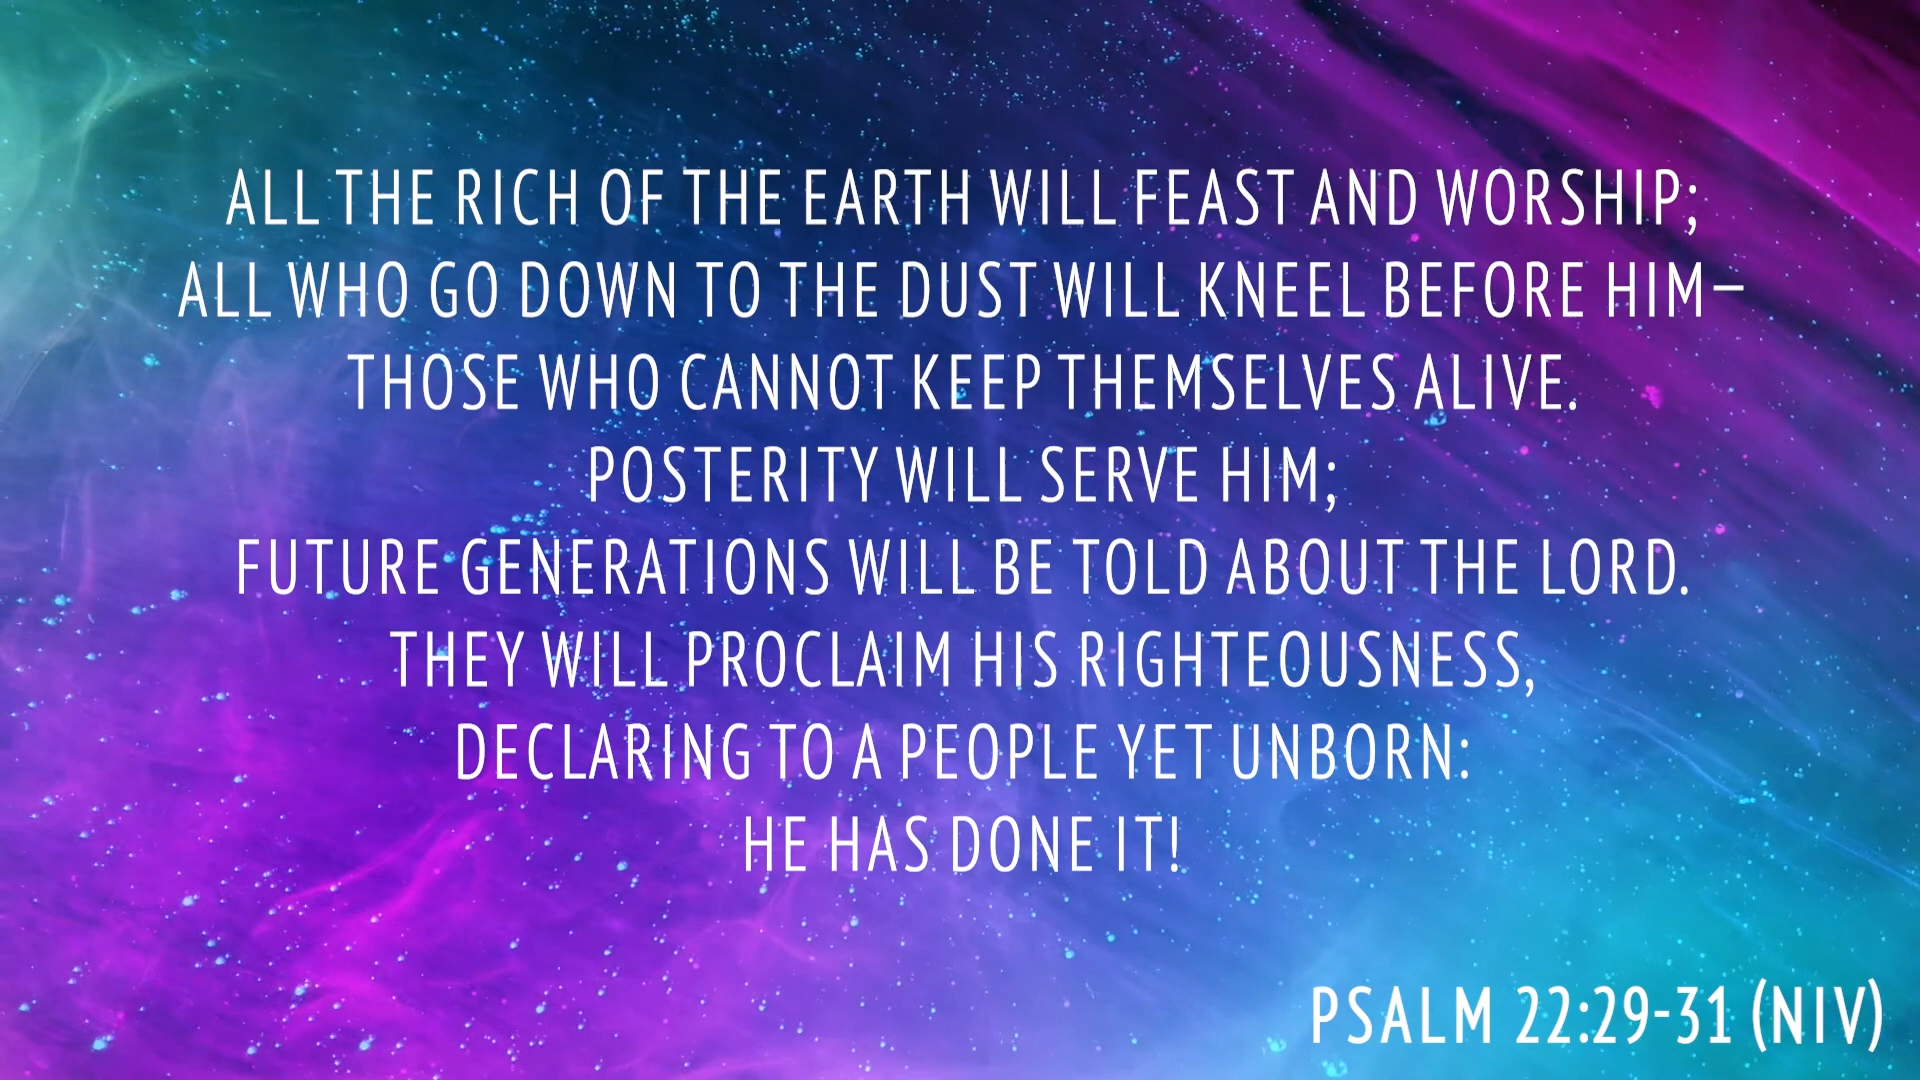 ALL THE RICH OF THE EARTH WILL FEAST AND WORSHIP;
ALL WHO GO DOWN TO THE DUST WILL KNEEL BEFORE HIM—
THOSE WHO CANNOT KEEP THEMSELVES ALIVE.
POSTERITY WILL SERVE HIM;
FUTURE GENERATIONS WILL BE TOLD ABOUT THE LORD.
THEY WILL PROCLAIM HIS RIGHTEOUSNESS,
DECLARING TO A PEOPLE YET UNBORN:
HE HAS DONE IT!
PSALM 22:29-31 (NIV)